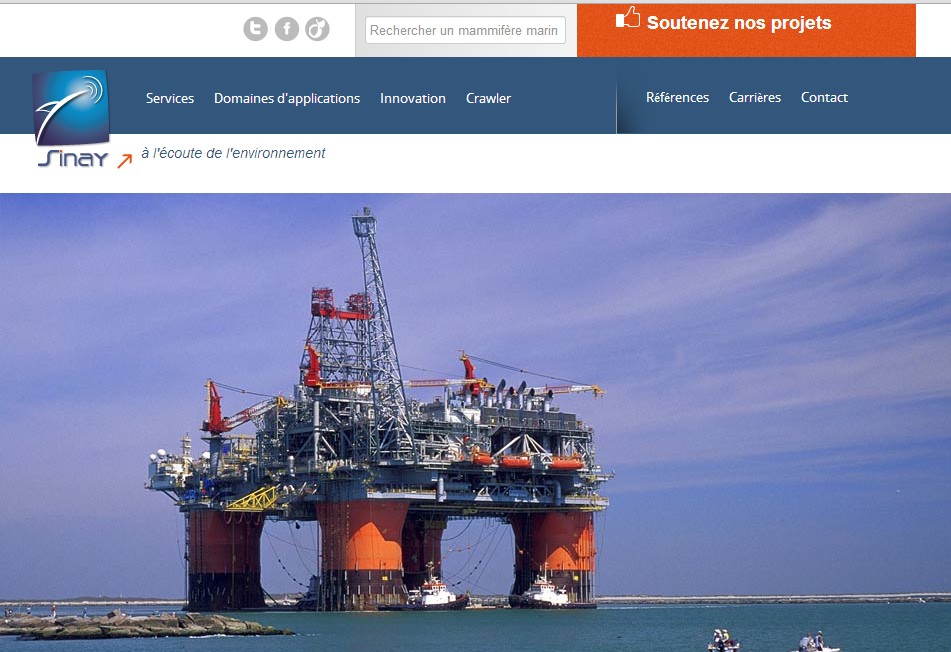 Rechercher un mammifère marin
Soutenez nos projets
Services
Domaines d'applications
Innovation
Crawler
Références
Carrières
Contact
Sinay
à l'écoute de l'environnement